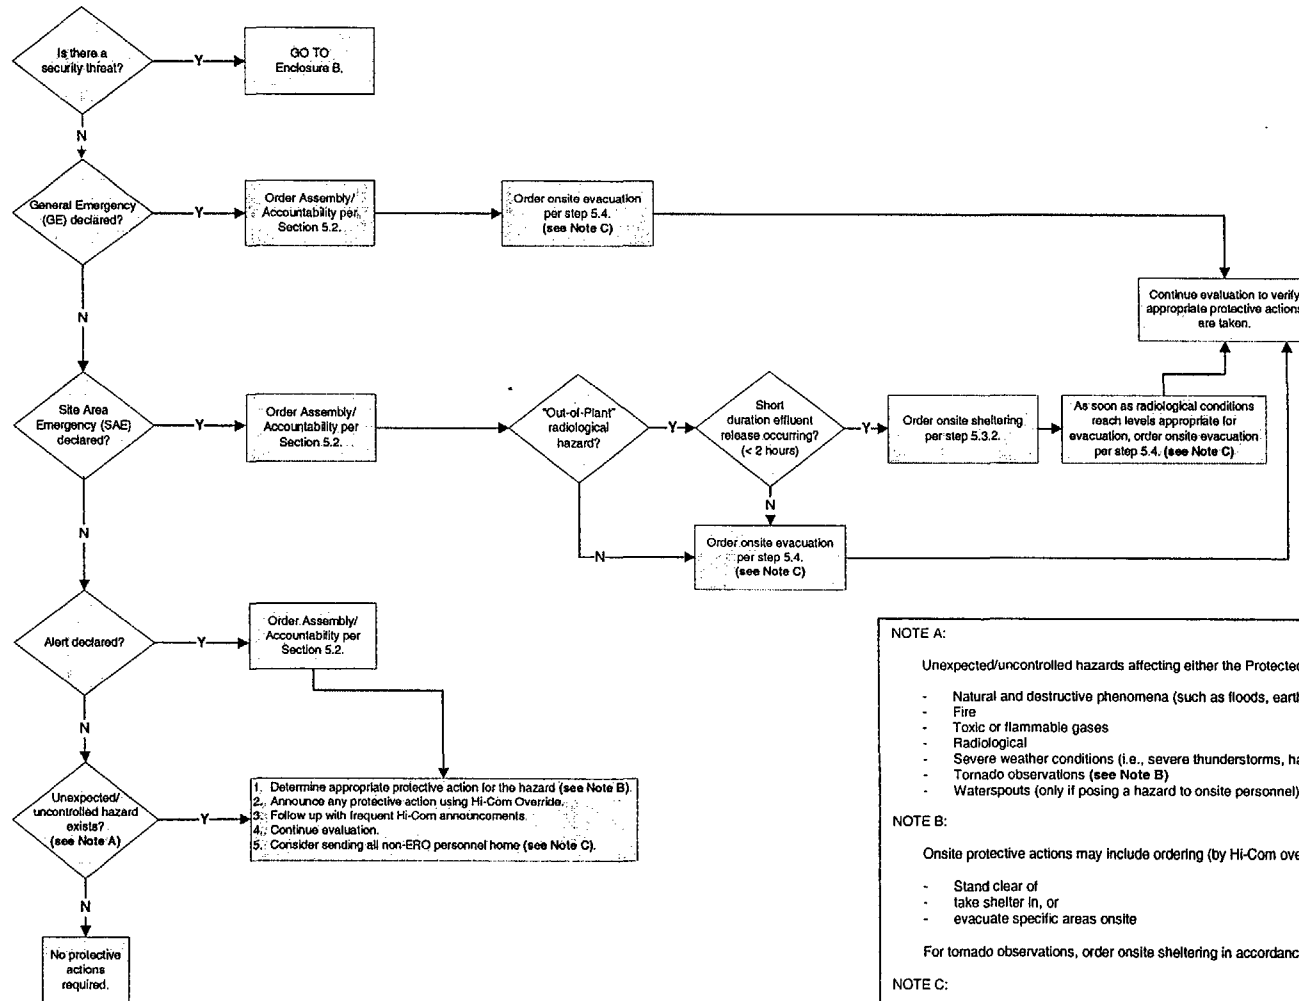 Is there a
security threat?
Y
GO TO
Enclosure B.
N
General Emergency
(GE) declared?
Y
Order Assembly/
Accountability per
Section 5.2.
Order onsite evacuation
per step 5.4.
(see Note C)
Continue evaluation to verify
appropriate protective actions
are taken.
N
Site Area
Emergency (SAE)
declared?
Y
Order Assembly/
Accountability per
Section 5.2.
"Out-of-Plant"
radiological
hazard?
Y
Short
duration effluent
release occurring?
(< 2 hours)
Y
Order onsite sheltering
per step 5.3.2.
As soon as radiological conditions
reach levels appropriate for
evacuation, order onsite evacuation
per step 5.4. (see Note C)
N
N
N
Order onsite evacuation
per step 5.4.
(see Note C)
Alert declared?
Y
Order Assembly/
Accountability per
Section 5.2.
N
Unexpected/
uncontrolled hazard
exists?
(see Note A)
Y
1. Determine appropriate protective action for the hazard (see Note B).
2. Announce any protective action using Hi-Com Override.
3. Follow up with frequent Hi-Com announcements.
4. Continue evaluation.
5. Consider sending all non-ERO personnel home (see Note C).
N
No protective
actions
required.
NOTE A:
Unexpected/uncontrolled hazards affecting either the Protected
- Natural and destructive phenomena (such as floods, eart
- Fire
- Toxic or flammable gases
- Radiological
- Severe weather conditions (i.e., severe thunderstorms, ha
- Tornado observations (see Note B)
- Waterspouts (only if posing a hazard to onsite personnel)
NOTE B:
Onsite protective actions may include ordering (by Hi-Com ove
- Stand clear of
- take shelter in, or
- evacuate specific areas onsite
For tornado observations, order onsite sheltering in accordanc
NOTE C: